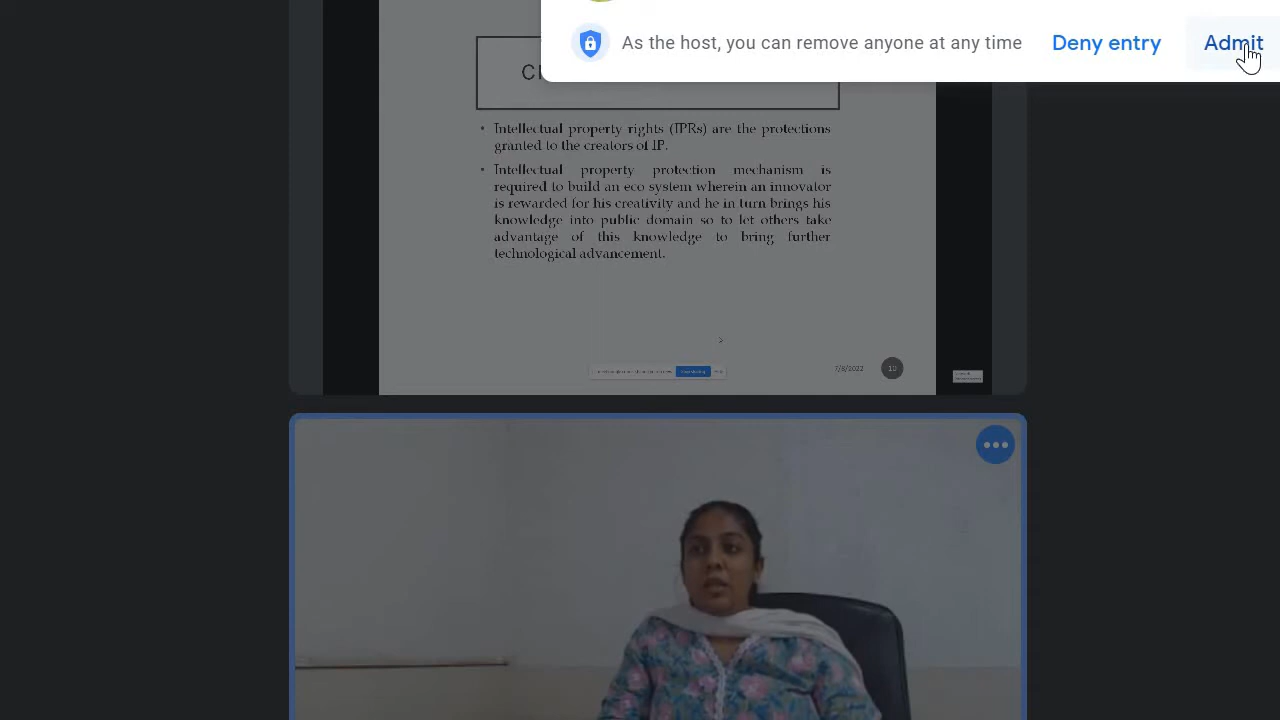 As the host, you can remove anyone at any time Deny entry Admit
• Intellectual property rights (IPRs) are the protections
granted to the creators of IP.
• Intellectual property protection mechanism is
required to build an eco system wherein an innovator
is rewarded for his creativity and he in turn brings his
knowledge into public domain so to let others take
advantage of this knowledge to bring further
technological advancement.
Stop sharing
7/8/2022 10